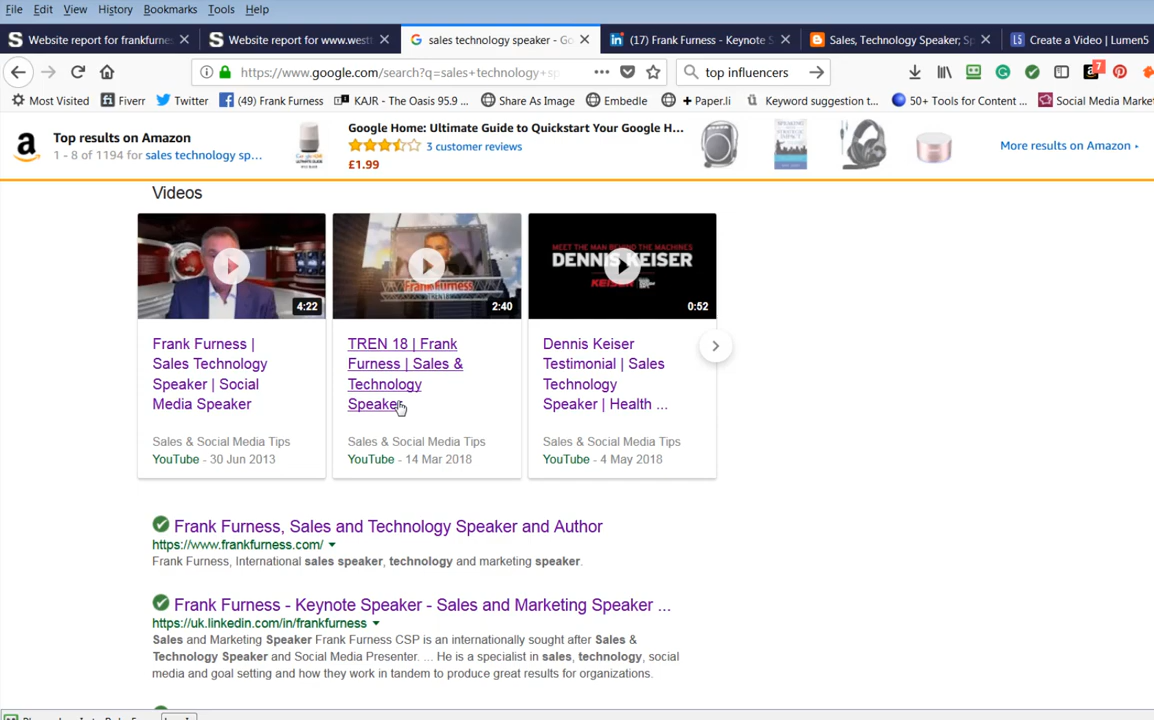 File Edit View History Bookmarks Tools Help
Website report for frankfurne Website report for www.west sales technology speaker - Go (17) Frank Furness - Keynote S Sales, Technology Speaker; Sp Create a Video | Lumen5
https://www.google.com/search?q=sales+technology+sp top influencers
Most Visited Fiverr Twitter (49) Frank Furness KAJR - The Oasis 95.9 ... Share As Image Embedle + Paper.li Keyword suggestion t... 50+ Tools for Content ... Social Media Market
7
Top results on Amazon
1 - 8 of 1194 for sales technology sp...
Google Home: Ultimate Guide to Quickstart Your Google H...
3 customer reviews
£1.99
More results on Amazon
Videos
4:22 2:40 0:52
FrankFurness
MEET THE MAN BEHIND THE MACHINES
DENNIS KEISER
KEISER
Frank Furness |
Sales Technology
Speaker | Social
Media Speaker
Sales & Social Media Tips
YouTube - 30 Jun 2013
TREN 18 | Frank
Furness | Sales &
Technology
Speaker
Sales & Social Media Tips
YouTube - 14 Mar 2018
Dennis Keiser
Testimonial | Sales
Technology
Speaker | Health ...
Sales & Social Media Tips
YouTube - 4 May 2018
Frank Furness, Sales and Technology Speaker and Author
https://www.frankfurness.com/
Frank Furness, International sales speaker, technology and marketing speaker.
Frank Furness - Keynote Speaker - Sales and Marketing Speaker ...
https://uk.linkedin.com/in/frankfurness
Sales and Marketing Speaker Frank Furness CSP is an internationally sought after Sales &
Technology Speaker and Social Media Presenter. ... He is a specialist in sales, technology, social
media and goal setting and how they work in tandem to produce great results for organizations.